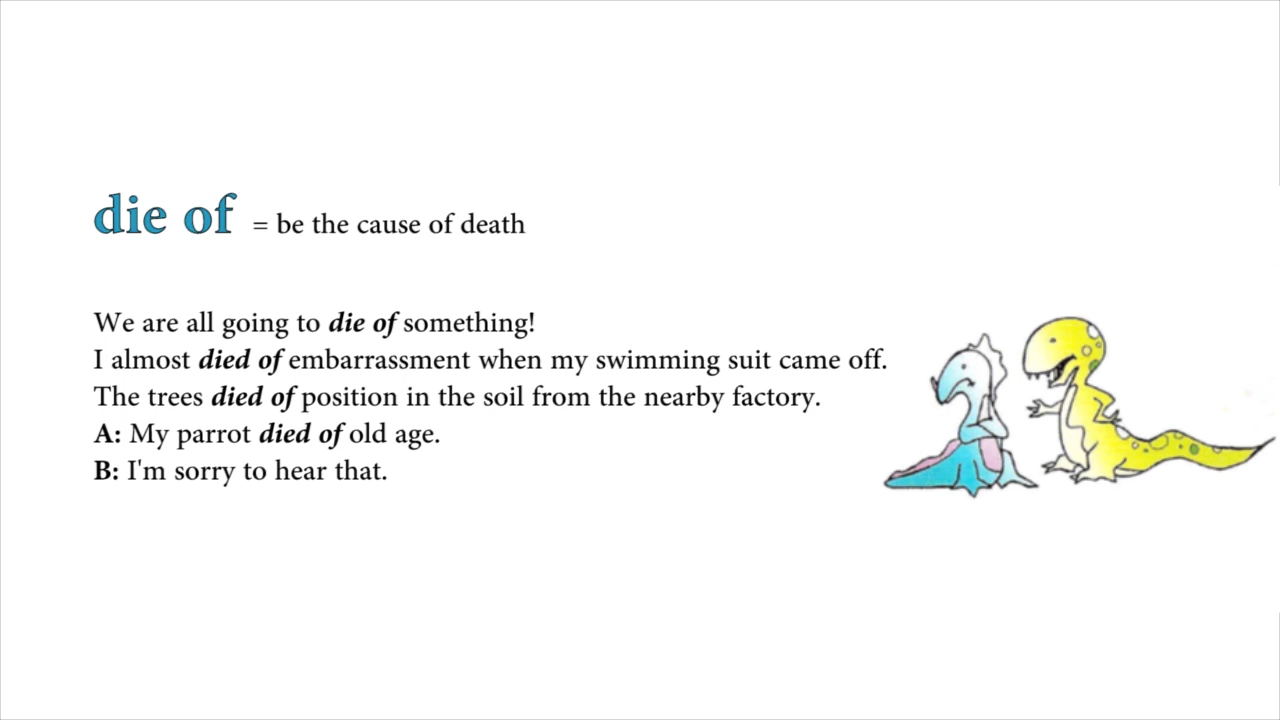 die of = be the cause of death
We are all going to die of something!
I almost died of embarrassment when my swimming suit came off.
The trees died of position in the soil from the nearby factory.
A: My parrot died of old age.
B: I'm sorry to hear that.